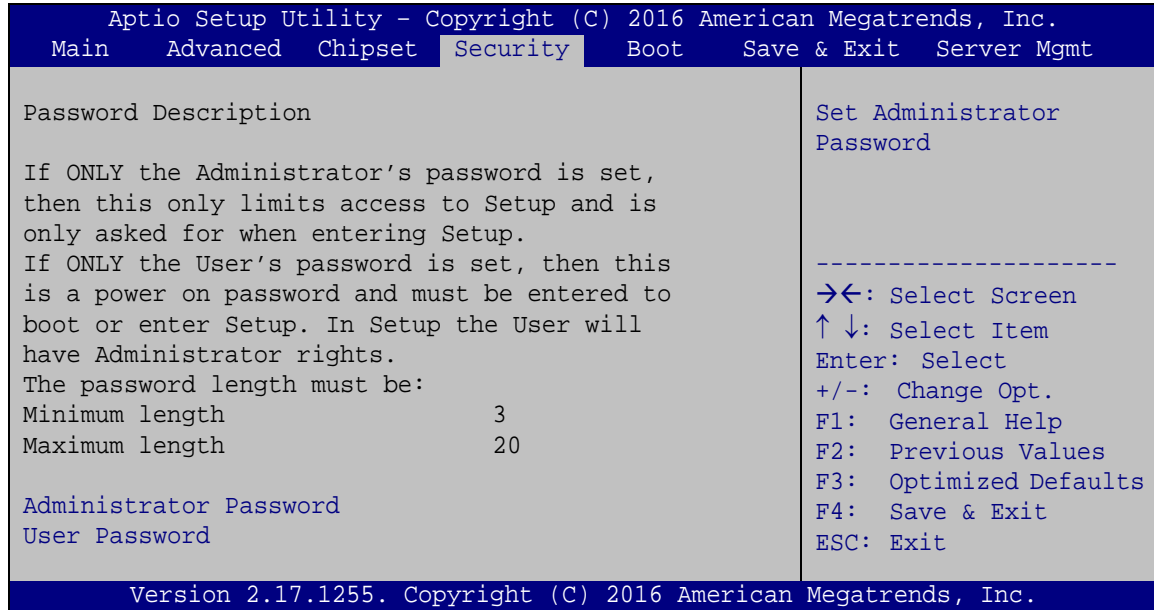 Aptio Setup Utility – Copyright (C) 2016 American Megatrends, Inc.
Main Advanced Chipset Security Boot Save & Exit Server Mgmt
Password Description
If ONLY the Administrator’s password is set,
then this only limits access to Setup and is
only asked for when entering Setup.
If ONLY the User’s password is set, then this
is a power on password and must be entered to
boot or enter Setup. In Setup the User will
have Administrator rights.
The password length must be:
Minimum length 3
Maximum length 20
Administrator Password
User Password
Set Administrator
Password
---------------------
→←: Select Screen
↑ ↓: Select Item
Enter: Select
+/-: Change Opt.
F1: General Help
F2: Previous Values
F3: Optimized Defaults
F4: Save & Exit
ESC: Exit
Version 2.17.1255. Copyright (C) 2016 American Megatrends, Inc.